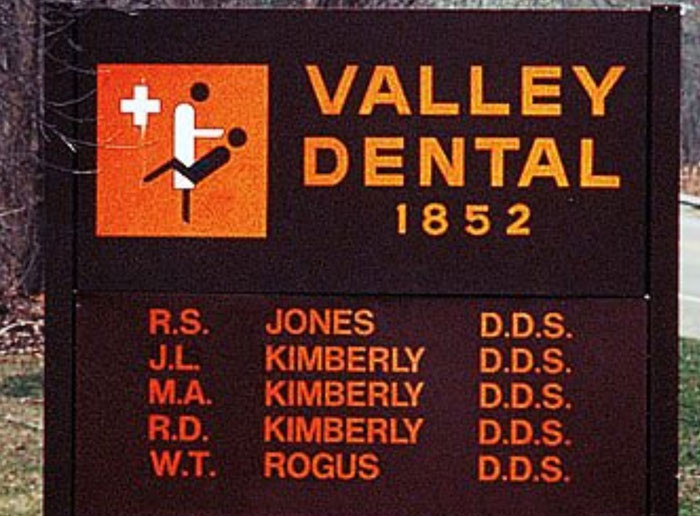 VALLEY
DENTAL
1852
R.S. JONES D.D.S.
J.L. KIMBERLY D.D.S.
M.A. KIMBERLY D.D.S.
R.D. KIMBERLY D.D.S.
W.T. ROGUS D.D.S.